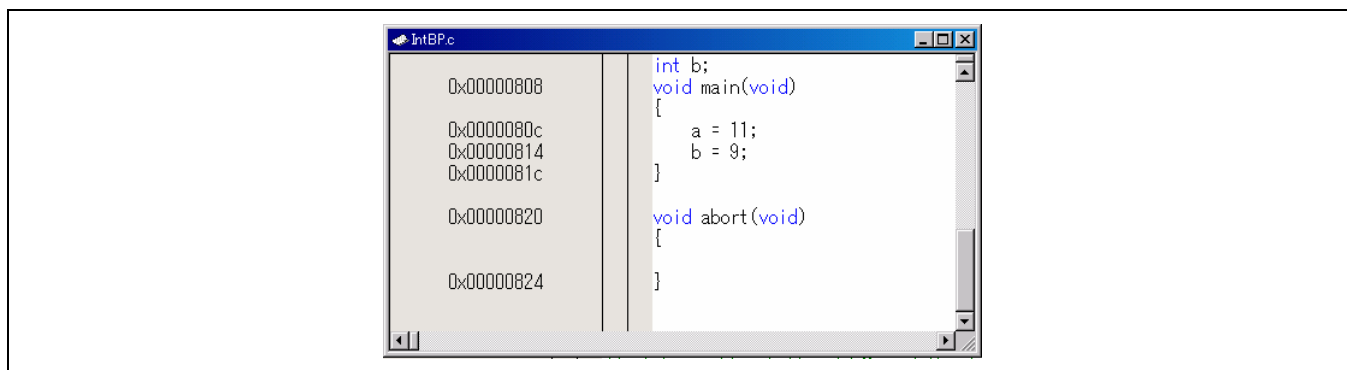 IntBP.c
int b;
0x00000808 void main(void)
{
0x0000080c a = 11;
0x00000814 b = 9;
0x0000081c }
0x00000820 void abort(void)
{
0x00000824 }